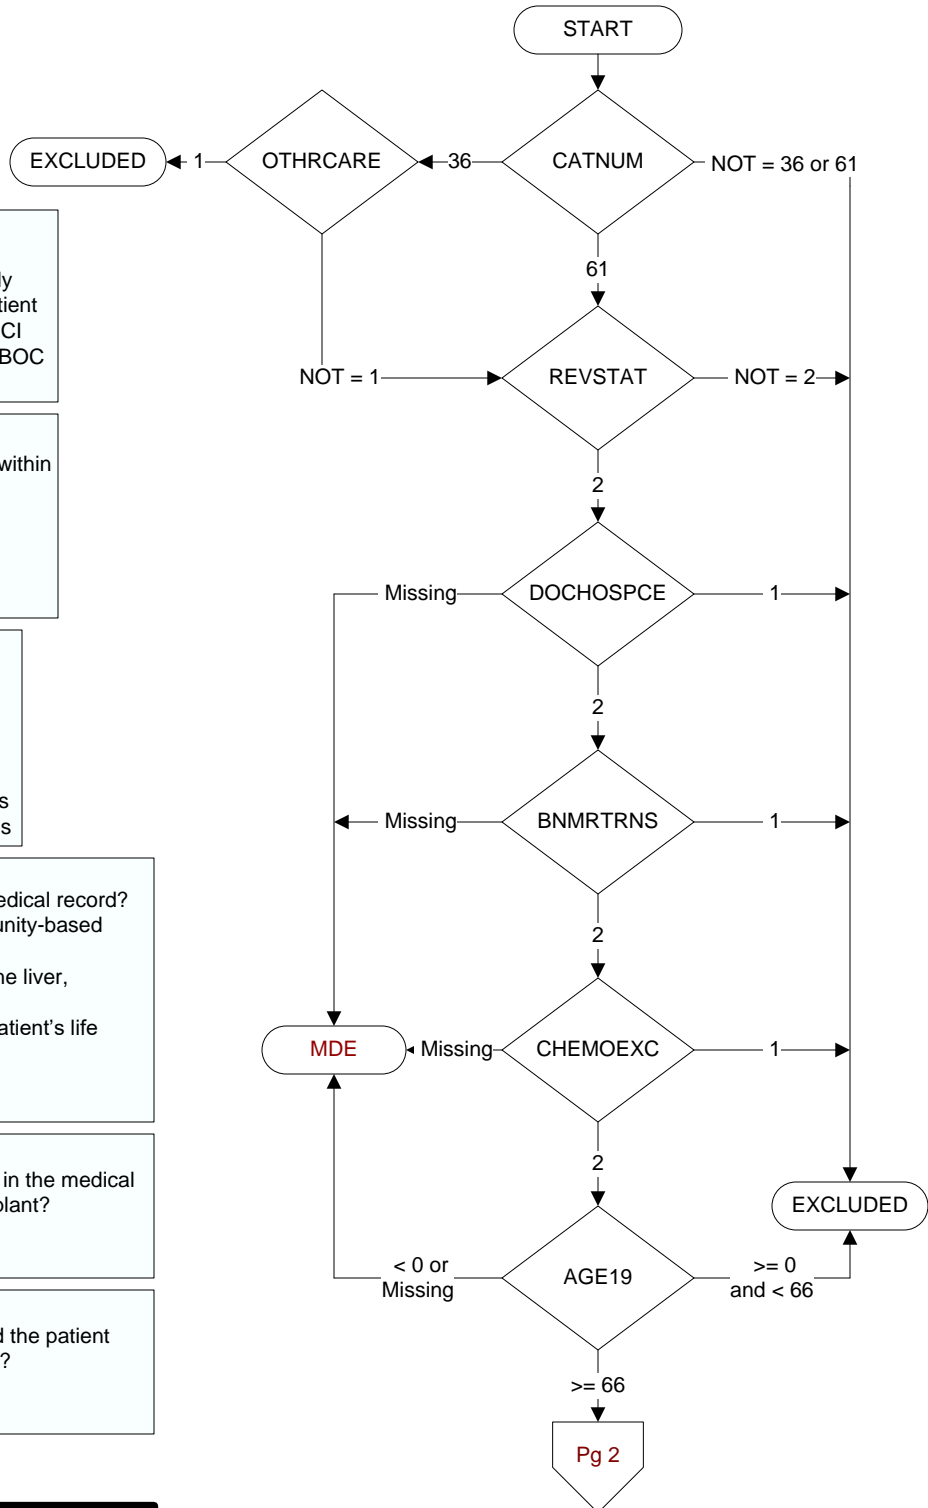 START
EXCLUDED
1
OTHRCARE
36
CATNUM
NOT = 36 or 61
61
NOT = 1
REVSTAT
NOT = 2
2
Missing
DOCHOSPCE
1
2
Missing
BNMRTRNS
1
2
MDE
Missing
CHEMOEXC
1
2
EXCLUDED
< 0 or
Missing
AGE19
>= 0
and < 66
>= 66
Pg 2
ly
tient
CI
BOC
within
s
s
edical record?
unity-based
ne liver,
atient's life
in the medical
plant?
d the patient
?